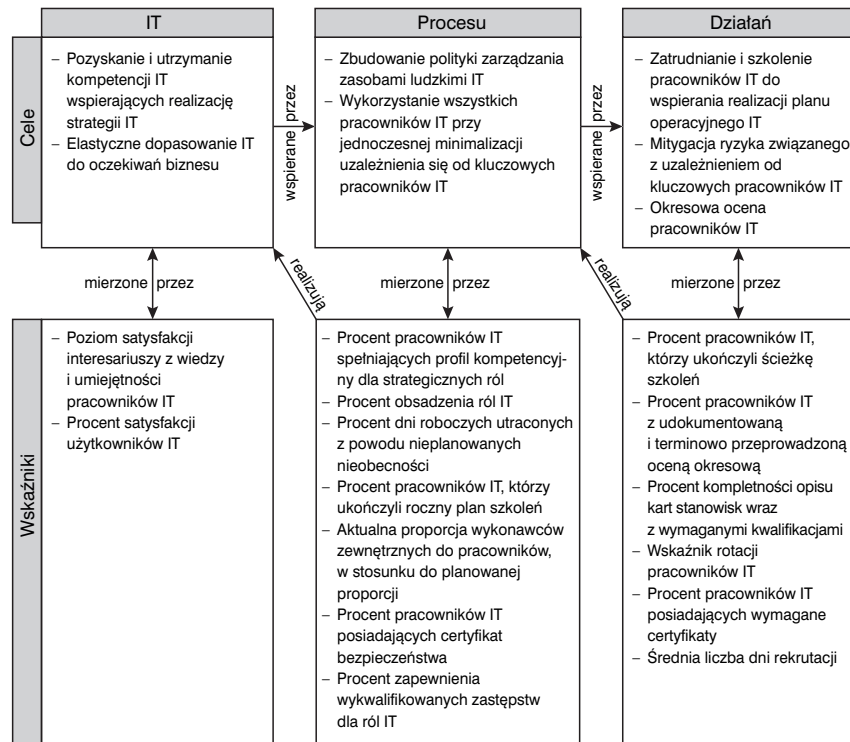 IT
Procesu
Działań
Cele
– Pozyskanie i utrzymanie
kompetencji IT
wspierających realizację
strategii IT
– Elastyczne dopasowanie IT
do oczekiwań biznesu
wspierane przez
– Zbudowanie polityki zarządzania
zasobami ludzkimi IT
– Wykorzystanie wszystkich
pracowników IT przy
jednoczesnej minimalizacji
uzależnienia się od kluczowych
pracowników IT
wspierane przez
– Zatrudnianie i szkolenie
pracowników IT do
wspierania realizacji planu
operacyjnego IT
– Mitygacja ryzyka związanego
z uzależnieniem od
kluczowych pracowników IT
– Okresowa ocena
pracowników IT
mierzone przez
realizują
mierzone przez
realizują
mierzone przez
Wskaźniki
– Poziom satysfakcji
interesariuszy z wiedzy
i umiejętności
pracowników IT
– Procent satysfakcji
użytkowników IT
– Procent pracowników IT
spełniających profil kompetencyj-
ny dla strategicznych ról
– Procent obsadzenia ról IT
– Procent dni roboczych utraconych
z powodu nieplanowanych
nieobecności
– Procent pracowników IT, którzy
ukończyli roczny plan szkoleń
– Aktualna proporcja wykonawców
zewnętrznych do pracowników,
w stosunku do planowanej
proporcji
– Procent pracowników IT
posiadających certyfikat
bezpieczeństwa
– Procent zapewnienia
wykwalifikowanych zastępstw
dla ról IT
– Procent pracowników IT,
którzy ukończyli ścieżkę
szkoleń
– Procent pracowników IT
z udokumentowaną
i terminowo przeprowadzoną
oceną okresową
– Procent kompletności opisu
kart stanowisk wraz
z wymaganymi kwalifikacjami
– Wskaźnik rotacji
pracowników IT
– Procent pracowników IT
posiadających wymagane
certyfikaty
– Średnia liczba dni rekrutacji